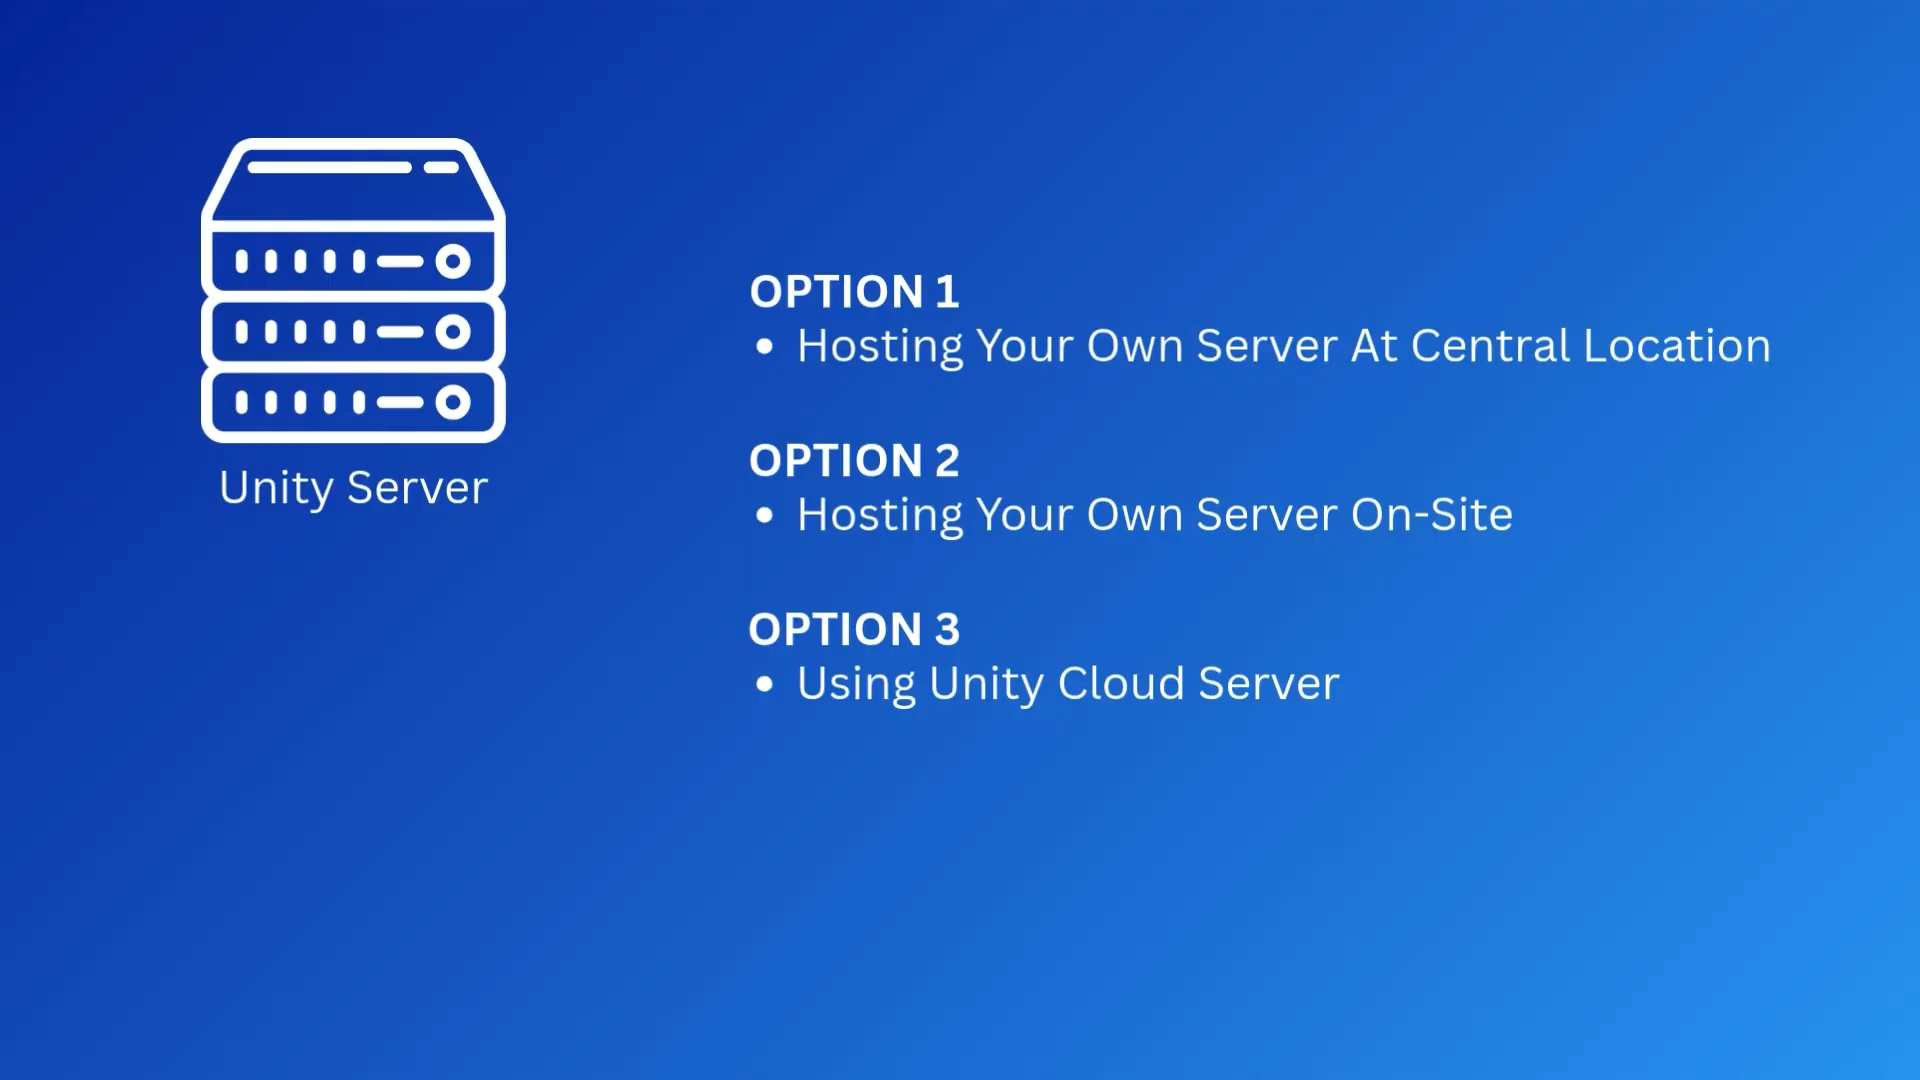 Unity Server
OPTION 1
• Hosting Your Own Server At Central Location
OPTION 2
• Hosting Your Own Server On-Site
OPTION 3
• Using Unity Cloud Server